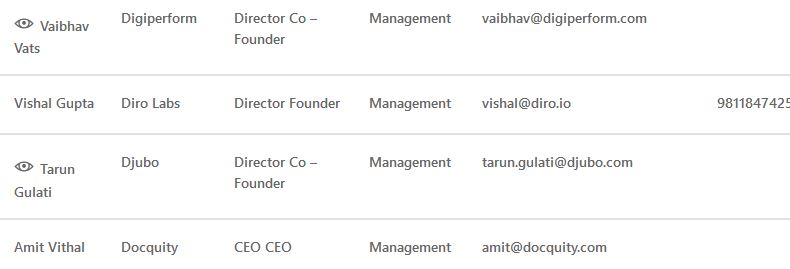 Vaibhav Vats Digiperform Director Co – Founder Management vaibhav@digiperform.com
Vishal Gupta Diro Labs Director Founder Management vishal@diro.io 9811847425
Tarun Gulati Djubo Director Co – Founder Management tarun.gulati@djubo.com
Amit Vithal Docquity CEO CEO Management amit@docquity.com